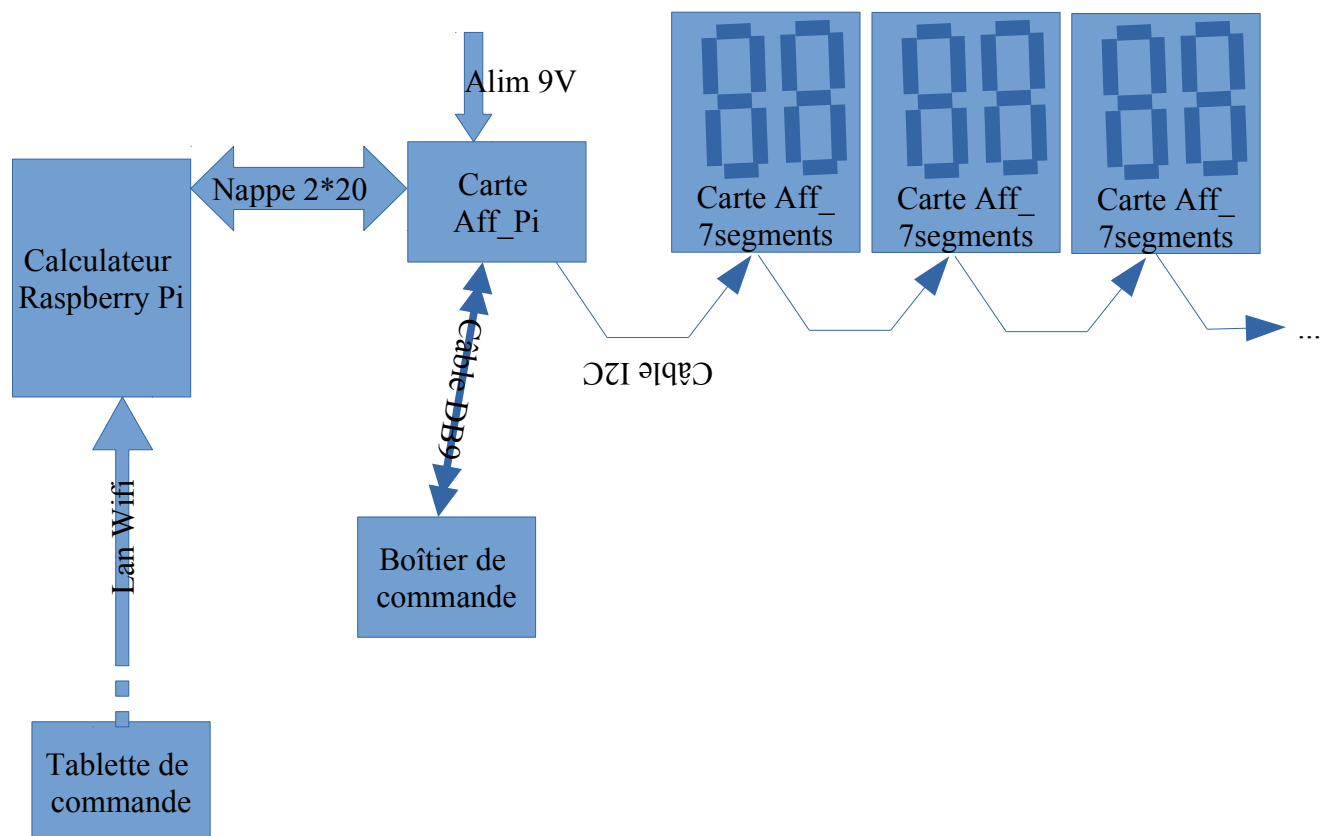 Alim 9V
Nappe 2*20
Carte
Aff_Pi
Carte Aff_
7segments
Carte Aff_
7segments
Carte Aff_
7segments
Calculateur
Raspberry Pi
Câble DB9
Câble I2C
...
Lan Wifi
Boîtier de
commande
Tablette de
commande